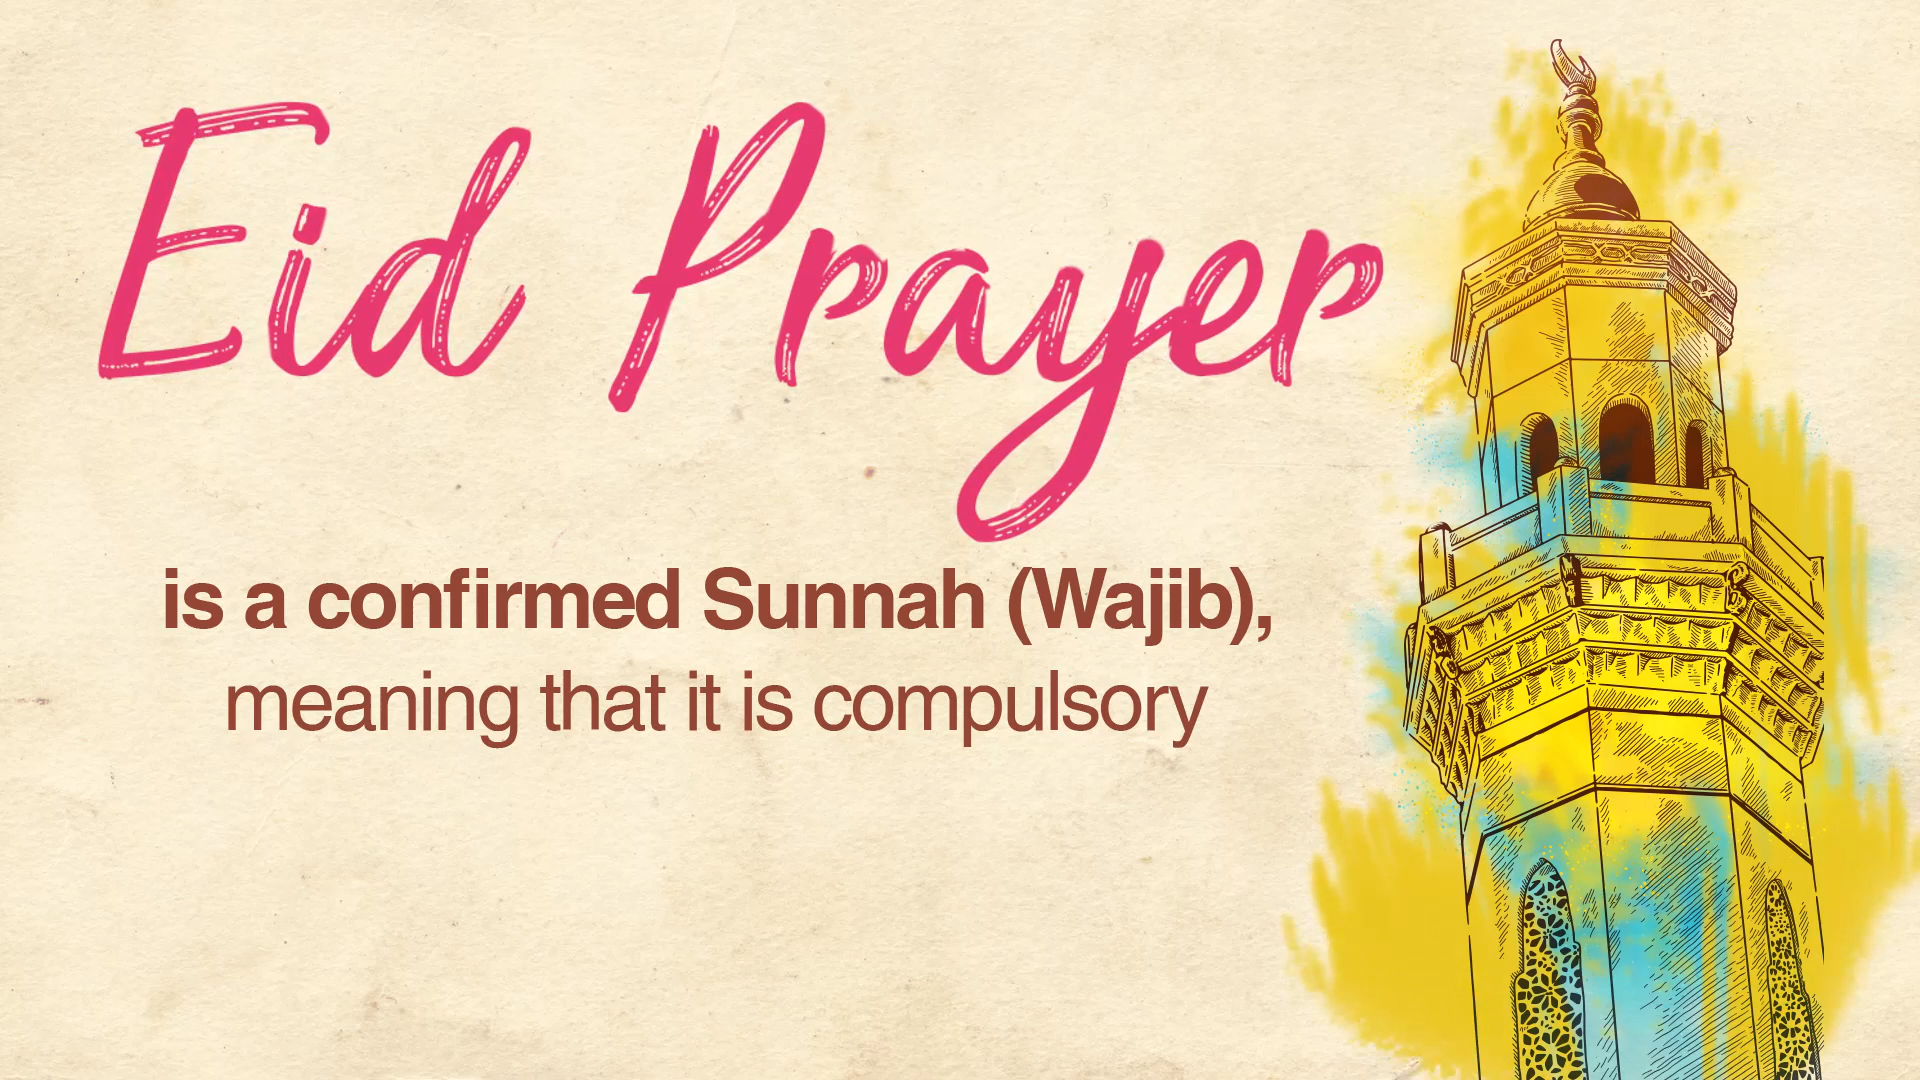 Eid Prayer
is a confirmed Sunnah (Wajib),
meaning that it is compulsory